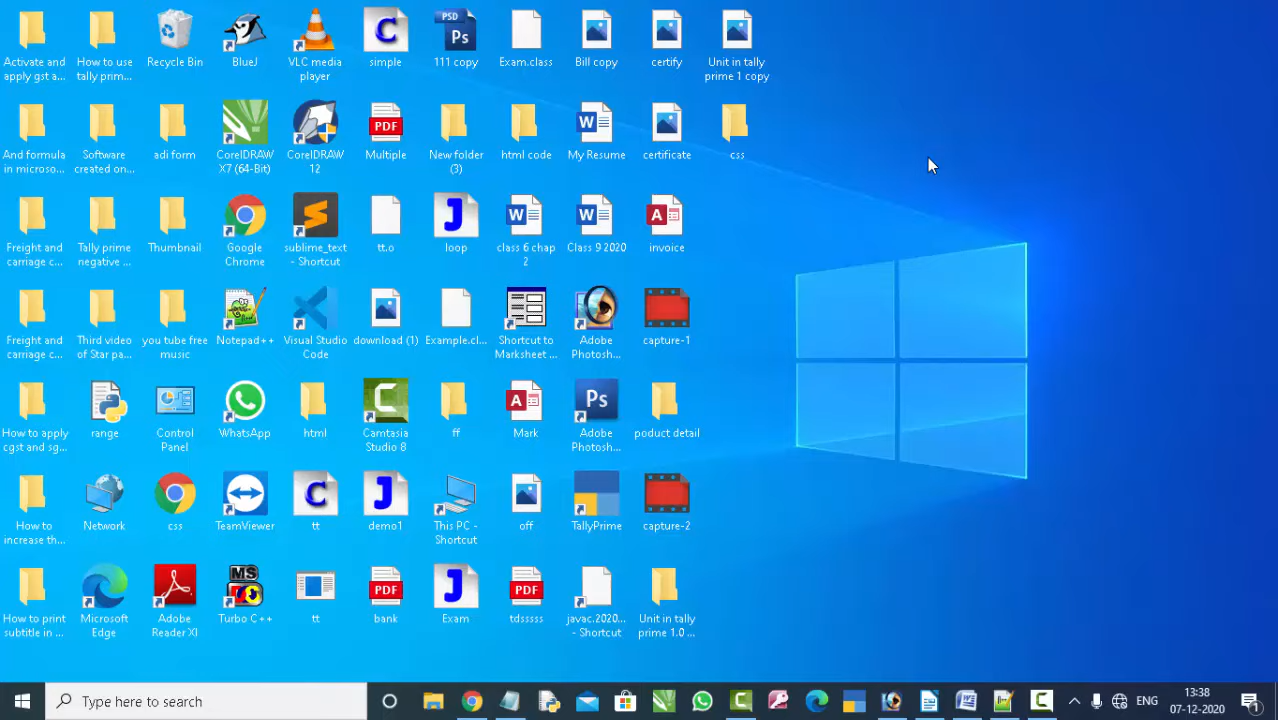 Activate and
apply gst a...
How to use
tally prim...
Recycle Bin
BlueJ
VLC media
player
simple
PSD
Ps
111 copy
Exam.class
Bill copy
certify
Unit in tally
prime 1 copy
And formula
in microso...
Software
created on...
adi form
CorelDRAW
X7 (64-Bit)
CorelDRAW
12
PDF
Multiple
New folder
(3)
html code
My Resume
certificate
css
Freight and
carriage c...
Tally prime
negative ...
Thumbnail
Google
Chrome
sublime_text
- Shortcut
tt.o
loop
class 6 chap
2
Class 9 2020
invoice
Freight and
carriage c...
Third video
of Star pa...
you tube free
music
Notepad++
Visual Studio
Code
download (1)
Example.cl...
Shortcut to
Marksheet ...
Adobe
Photosh...
capture-1
How to apply
cgst and sg...
range
Control
Panel
WhatsApp
html
Camtasia
Studio 8
ff
Mark
Ps
Adobe
Photosh...
poduct detail
How to
increase th...
Network
css
TeamViewer
tt
demo1
This PC -
Shortcut
off
TallyPrime
capture-2
How to print
subtitle in ...
Microsoft
Edge
Adobe
Reader XI
MS
Turbo C++
tt
PDF
bank
Exam
PDF
tdsssss
javac.2020...
- Shortcut
Unit in tally
prime 1.0 ...
Type here to search
ENG
13:38
07-12-2020
1